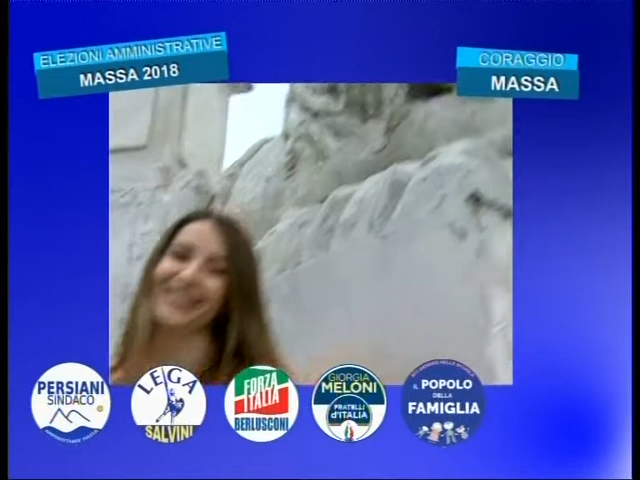 ELEZIONI AMMINISTRATIVE
MASSA 2018
CORAGGIO
MASSA
PERSIANI
SINDACO
LEGA
SALVINI
FORZA
ITALIA
BERLUSCONI
GIORGIA
MELONI
FRATELLI
d'ITALIA
IL POPOLO
DELLA
FAMIGLIA